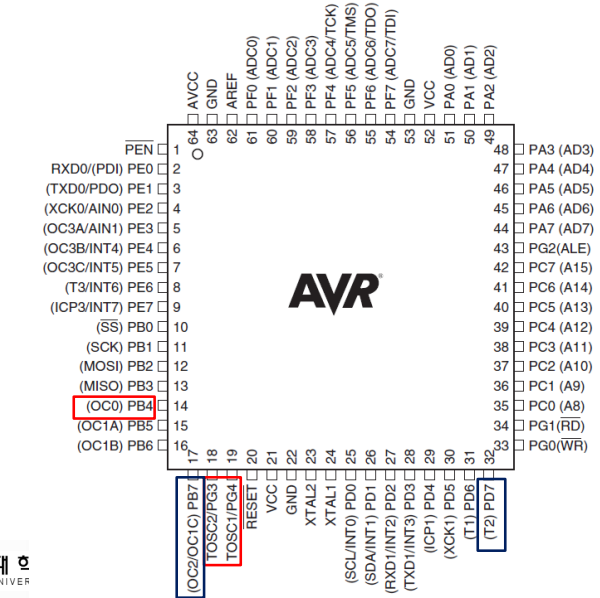 64 AVCC
63 GND
62 AREF
61 PF0 (ADC0)
60 PF1 (ADC1)
59 PF2 (ADC2)
58 PF3 (ADC3)
57 PF4 (ADC4/TCK)
56 PF5 (ADC5/TMS)
55 PF6 (ADC6/TDO)
54 PF7 (ADC7/TDI)
53 GND
52 VCC
51 PA0 (AD0)
50 PA1 (AD1)
49 PA2 (AD2)
PEN 1
RXD0/(PDI) PE0 2
(TXD0/PDO) PE1 3
(XCK0/AIN0) PE2 4
(OC3A/AIN1) PE3 5
(OC3B/INT4) PE4 6
(OC3C/INT5) PE5 7
(T3/INT6) PE6 8
(ICP3/INT7) PE7 9
(SS) PB0 10
(SCK) PB1 11
(MOSI) PB2 12
(MISO) PB3 13
(OC0) PB4 14
(OC1A) PB5 15
(OC1B) PB6 16
AVR®
48 PA3 (AD3)
47 PA4 (AD4)
46 PA5 (AD5)
45 PA6 (AD6)
44 PA7 (AD7)
43 PG2(ALE)
42 PC7 (A15)
41 PC6 (A14)
40 PC5 (A13)
39 PC4 (A12)
38 PC3 (A11)
37 PC2 (A10)
36 PC1 (A9)
35 PC0 (A8)
34 PG1(RD)
33 PG0(WR)
17 (OC2/OC1C) PB7
18 TOSC2/PG3
19 TOSC1/PG4
20 RESET
21 VCC
22 GND
23 XTAL2
24 XTAL1
25 (SCL/INT0) PD0
26 (SDA/INT1) PD1
27 (RXD1/INT2) PD2
28 (TXD1/INT3) PD3
29 (ICP1) PD4
30 (XCK1) PD5
31 (T1) PD6
32 (T2) PD7